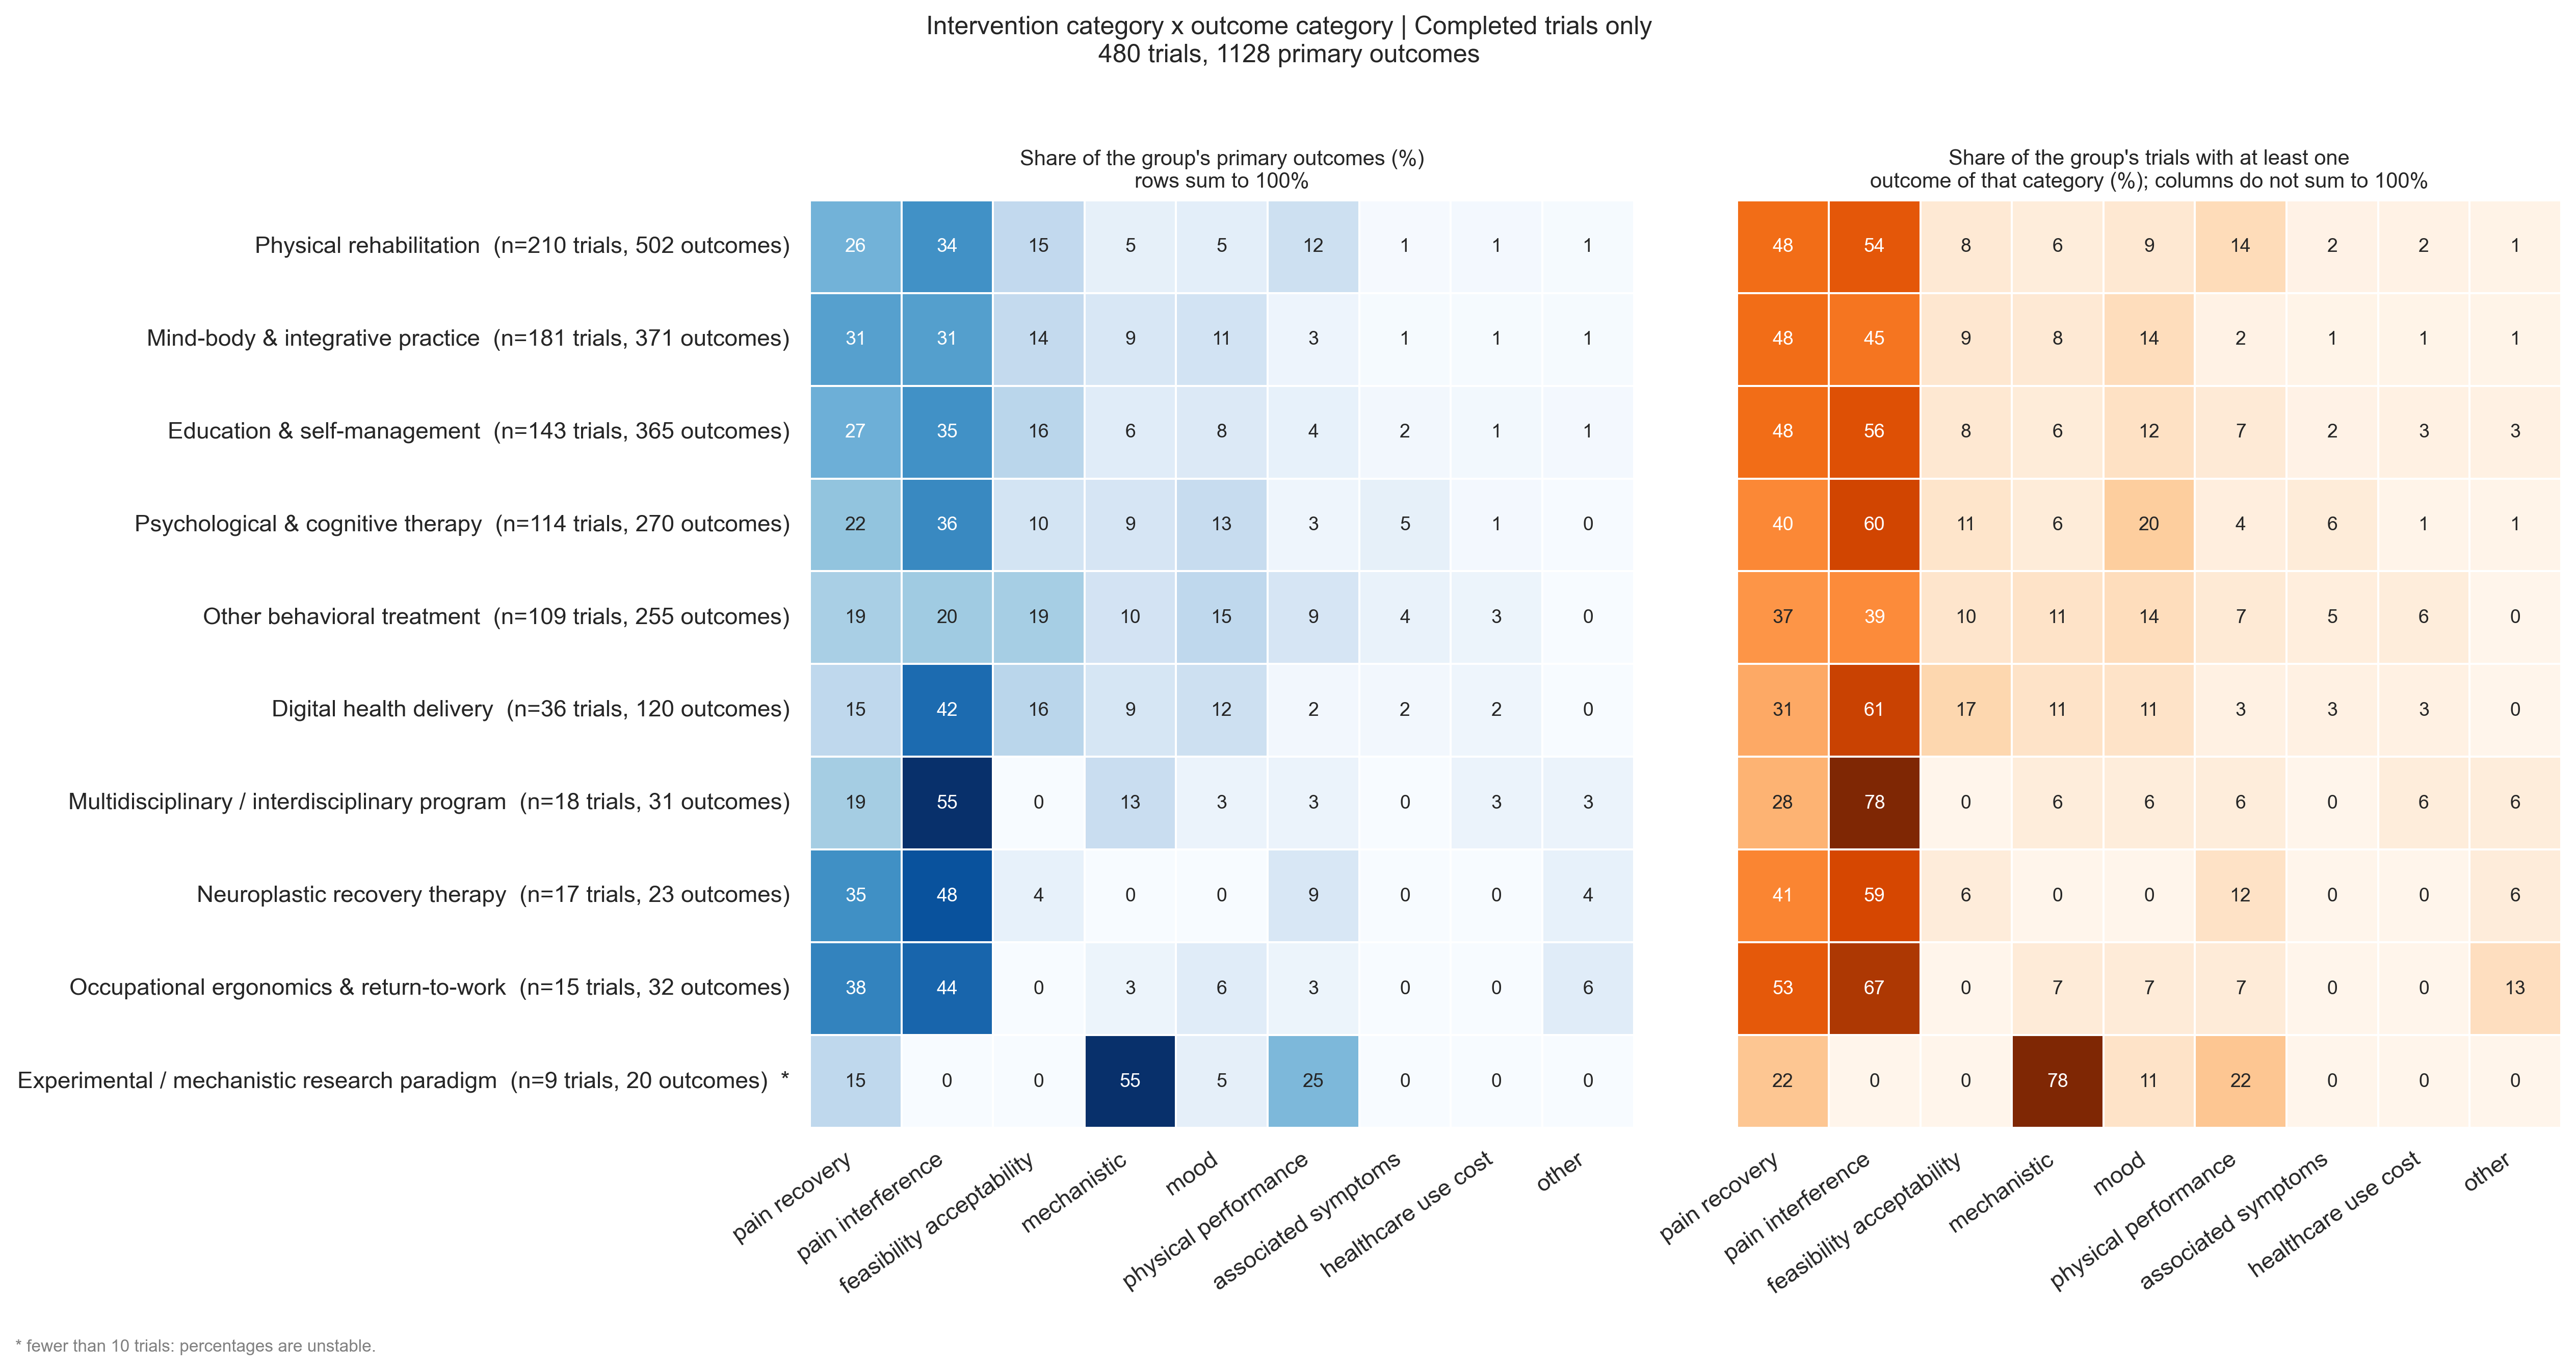 Intervention category x outcome category | Completed trials only
480 trials, 1128 primary outcomes
Share of the group's primary outcomes (%)
rows sum to 100%
Share of the group's trials with at least one
outcome of that category (%); columns do not sum to 100%
Physical rehabilitation (n=210 trials, 502 outcomes) 26 34 15 5 5 12 1 1 1 48 54 8 6 9 14 2 2 1
Mind-body & integrative practice (n=181 trials, 371 outcomes) 31 31 14 9 11 3 1 1 1 48 45 9 8 14 2 1 1 1
Education & self-management (n=143 trials, 365 outcomes) 27 35 16 6 8 4 2 1 1 48 56 8 6 12 7 2 3 3
Psychological & cognitive therapy (n=114 trials, 270 outcomes) 22 36 10 9 13 3 5 1 0 40 60 11 6 20 4 6 1 1
Other behavioral treatment (n=109 trials, 255 outcomes) 19 20 19 10 15 9 4 3 0 37 39 10 11 14 7 5 6 0
Digital health delivery (n=36 trials, 120 outcomes) 15 42 16 9 12 2 2 2 0 31 61 17 11 11 3 3 3 0
Multidisciplinary / interdisciplinary program (n=18 trials, 31 outcomes) 19 55 0 13 3 3 0 3 3 28 78 0 6 6 6 0 6 6
Neuroplastic recovery therapy (n=17 trials, 23 outcomes) 35 48 4 0 0 9 0 0 4 41 59 6 0 0 12 0 0 6
Occupational ergonomics & return-to-work (n=15 trials, 32 outcomes) 38 44 0 3 6 3 0 0 6 53 67 0 7 7 7 0 0 13
Experimental / mechanistic research paradigm (n=9 trials, 20 outcomes) * 15 0 0 55 5 25 0 0 0 22 0 0 78 11 22 0 0 0
pain recovery
pain interference
feasibility acceptability
mechanistic
mood
physical performance
associated symptoms
healthcare use cost
other
pain recovery
pain interference
feasibility acceptability
mechanistic
mood
physical performance
associated symptoms
healthcare use cost
other
* fewer than 10 trials: percentages are unstable.